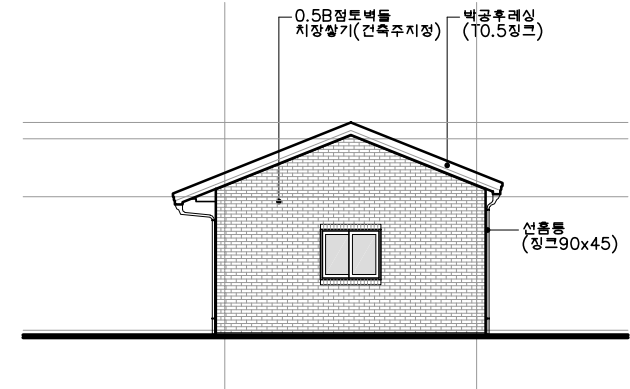 0.5B점토벽돌
치장쌓기(건축주지정)
박공후레싱
(T0.5징크)
선홈통
(징크90x45)